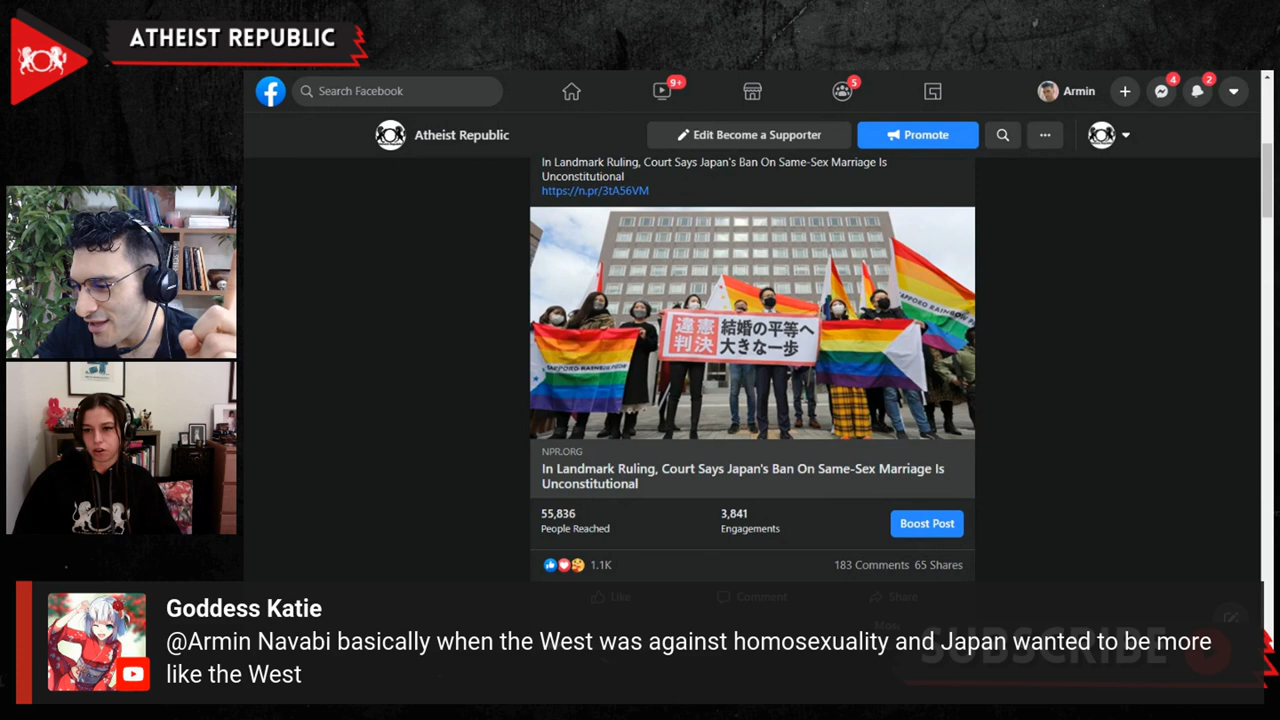 ATHEIST REPUBLIC
Search Facebook
9+
5
Armin
4
2
Atheist Republic
Edit Become a Supporter
Promote
In Landmark Ruling, Court Says Japan's Ban On Same-Sex Marriage Is
Unconstitutional
https://n.pr/3tA56VM
SAPPORO RAINBOW PRIDE
違憲
判決
結婚の平等へ
大きな一歩
NPR.ORG
In Landmark Ruling, Court Says Japan's Ban On Same-Sex Marriage Is
Unconstitutional
55,836
People Reached
3,841
Engagements
Boost Post
1.1K
183 Comments 65 Shares
Like
Comment
Share
SUBSCRIBE
Goddess Katie
@Armin Navabi basically when the West was against homosexuality and Japan wanted to be more
like the West